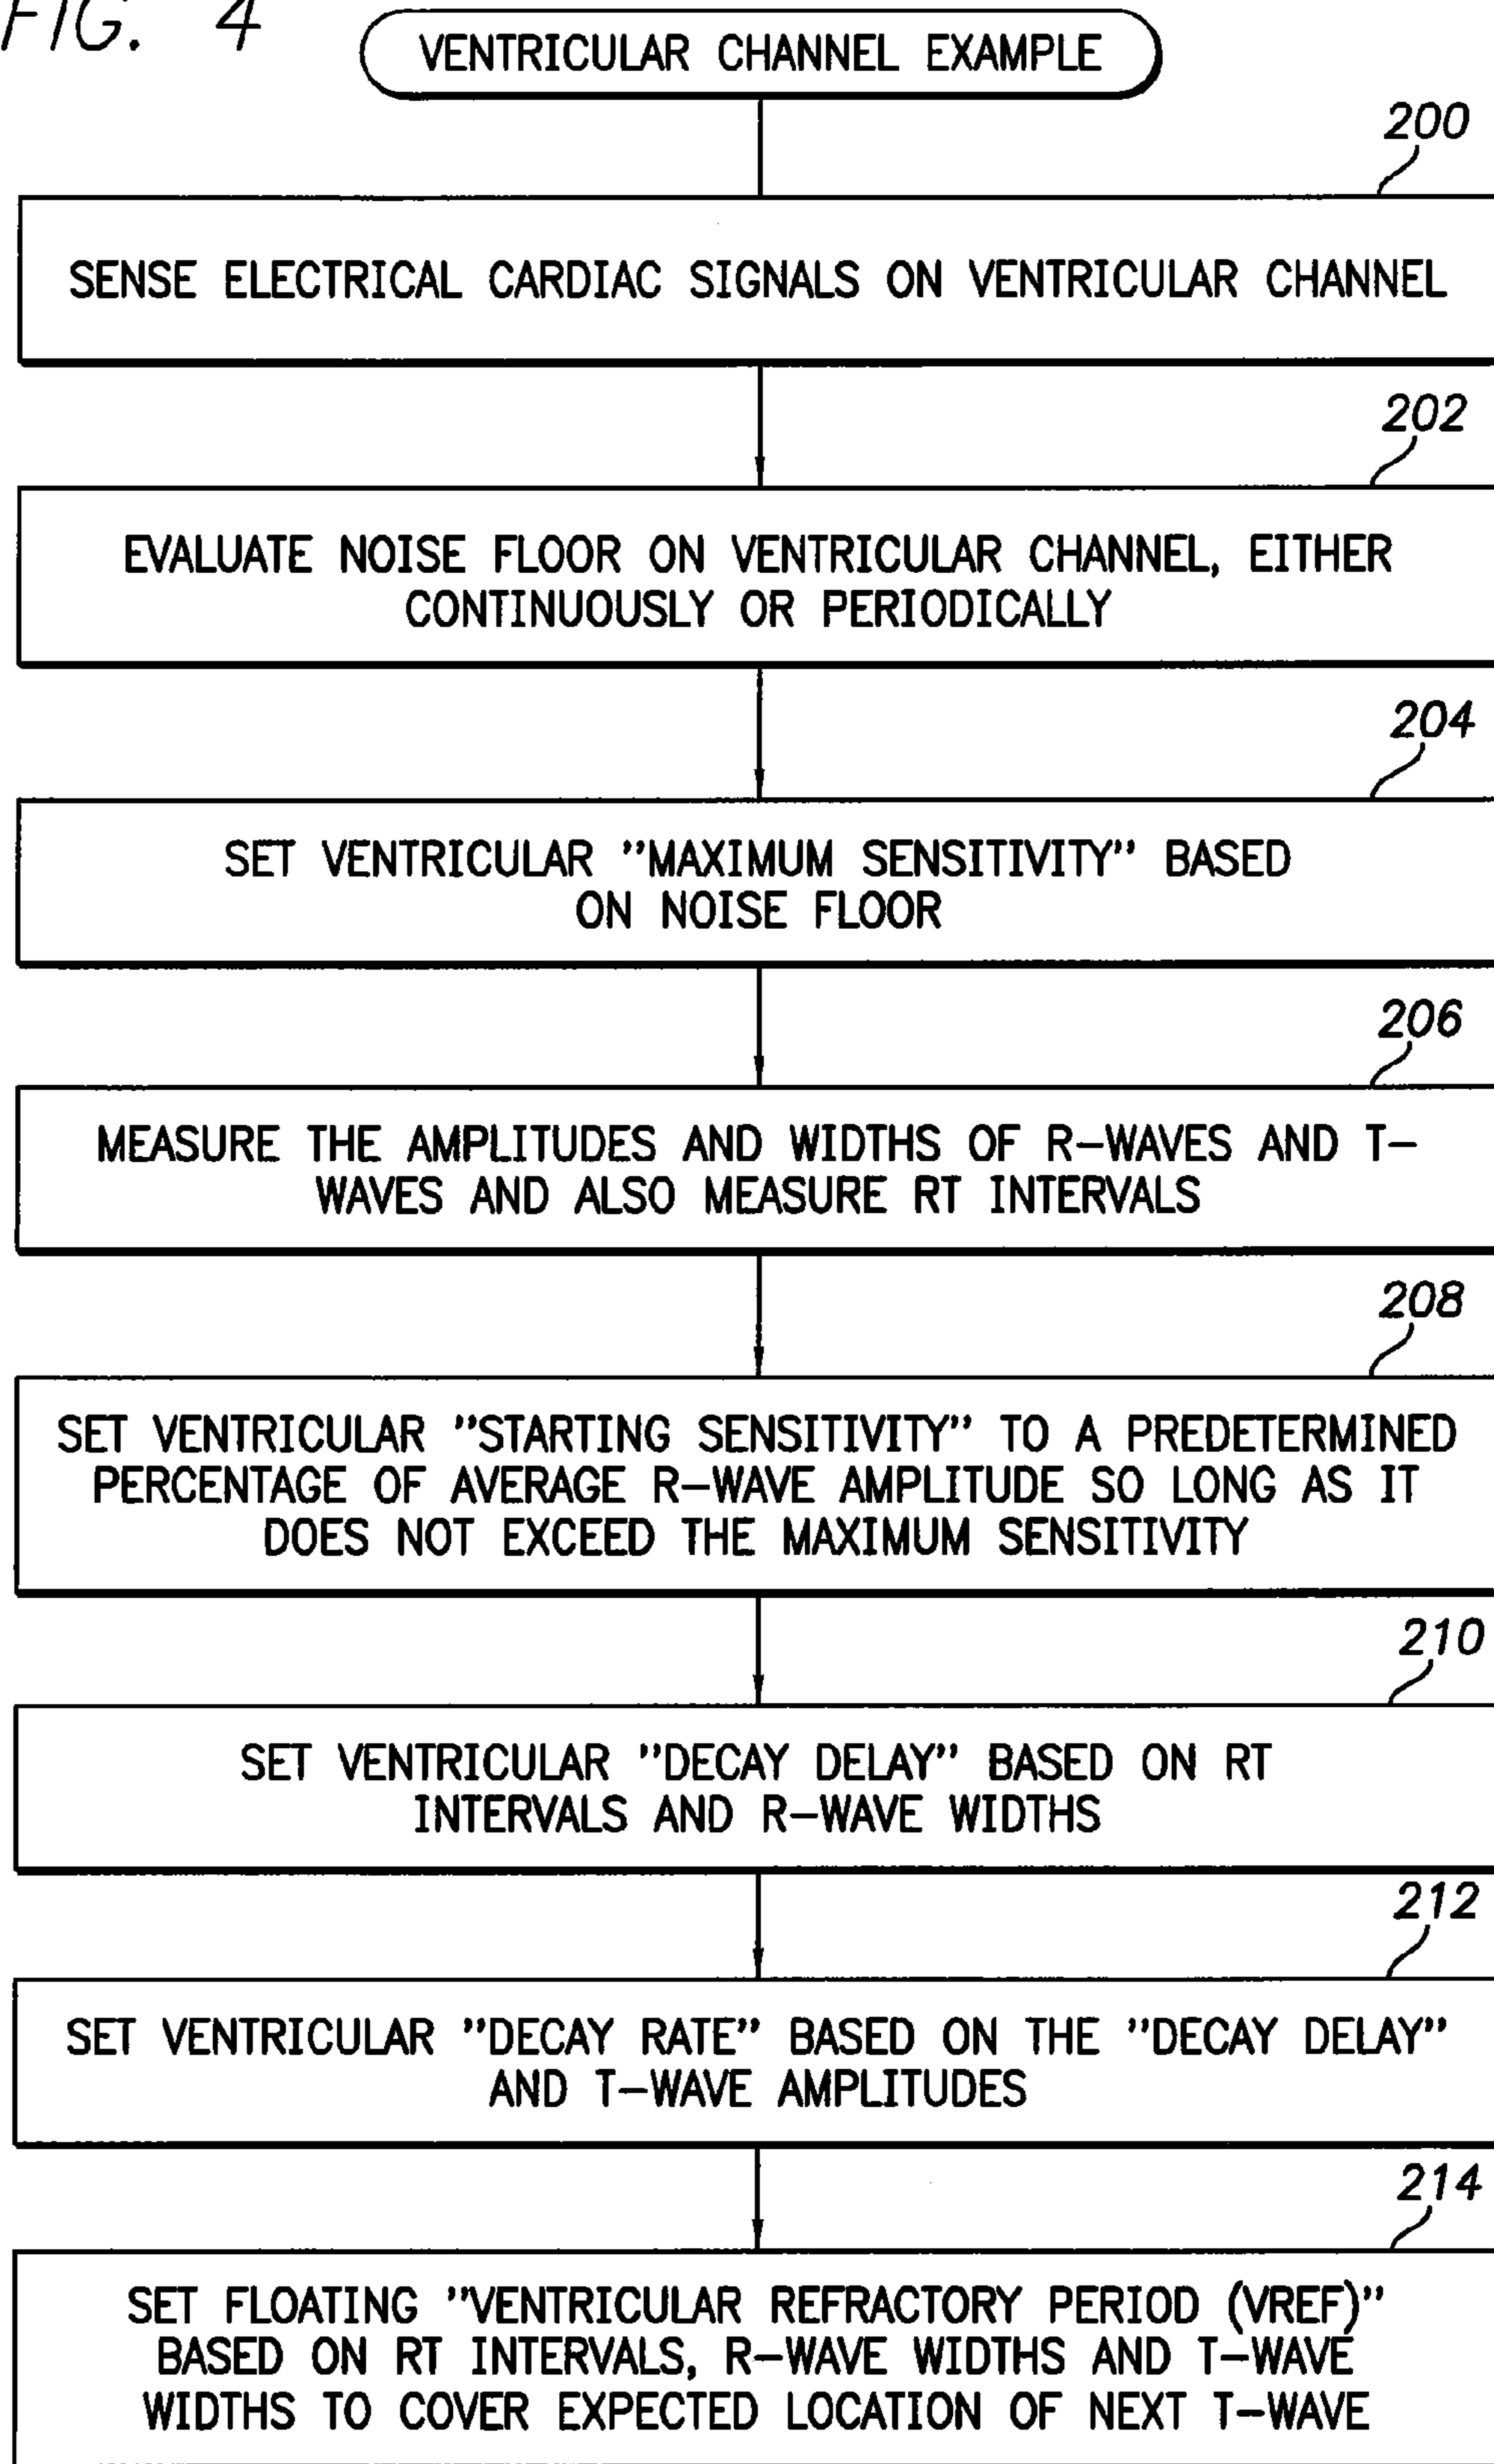 FIG. 4
VENTRICULAR CHANNEL EXAMPLE
200
SENSE ELECTRICAL CARDIAC SIGNALS ON VENTRICULAR CHANNEL
202
EVALUATE NOISE FLOOR ON VENTRICULAR CHANNEL, EITHER
CONTINUOUSLY OR PERIODICALLY
204
SET VENTRICULAR "MAXIMUM SENSITIVITY" BASED
ON NOISE FLOOR
206
MEASURE THE AMPLITUDES AND WIDTHS OF R-WAVES AND T-
WAVES AND ALSO MEASURE RT INTERVALS
208
SET VENTRICULAR "STARTING SENSITIVITY" TO A PREDETERMINED
PERCENTAGE OF AVERAGE R-WAVE AMPLITUDE SO LONG AS IT
DOES NOT EXCEED THE MAXIMUM SENSITIVITY
210
SET VENTRICULAR "DECAY DELAY" BASED ON RT
INTERVALS AND R-WAVE WIDTHS
212
SET VENTRICULAR "DECAY RATE" BASED ON THE "DECAY DELAY"
AND T-WAVE AMPLITUDES
214
SET FLOATING "VENTRICULAR REFRACTORY PERIOD (VREF)"
BASED ON RT INTERVALS, R-WAVE WIDTHS AND T-WAVE
WIDTHS TO COVER EXPECTED LOCATION OF NEXT T-WAVE